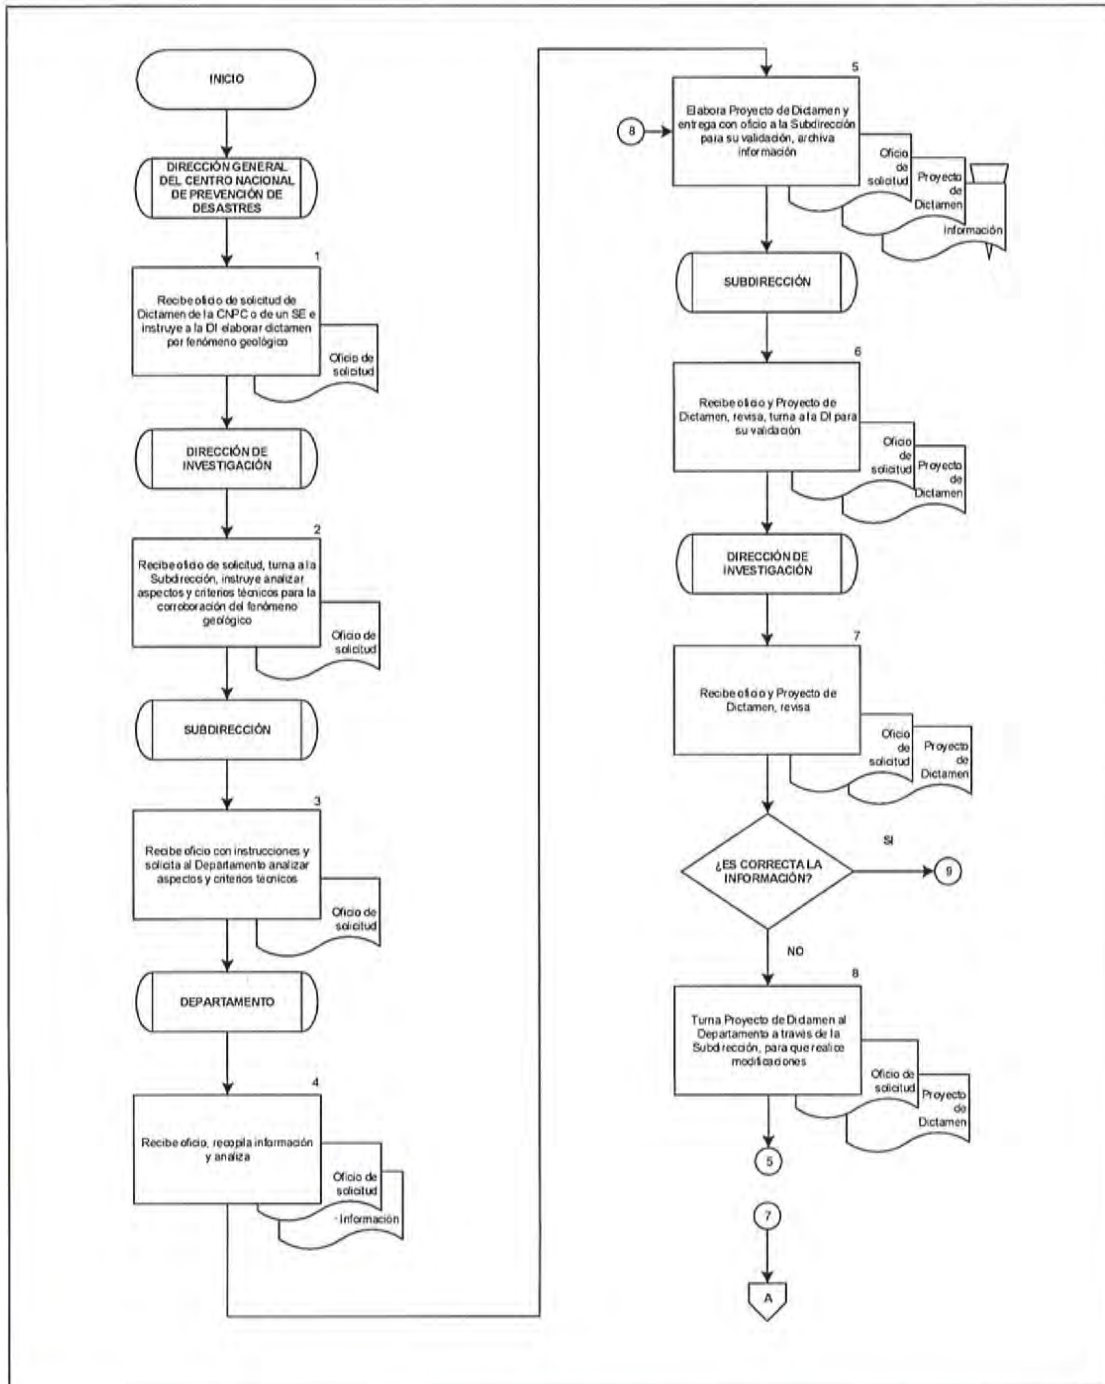 INICIO
DIRECCIÓN GENERAL
DEL CENTRO NACIONAL
DE PREVENCIÓN DE
DESASTRES
1
Recibe oficio de solicitud de
Dictamen de la CNPC o de un SE e
instruye a la DI elaborar dictamen
por fenómeno geológico
Oficio de
solicitud
DIRECCIÓN DE
INVESTIGACIÓN
2
Recibe oficio de solicitud, turna a la
Subdirección, instruye analizar
aspectos y criterios técnicos para la
corroboración del fenómeno
geológico
Oficio de
solicitud
SUBDIRECCIÓN
3
Recibe oficio con instrucciones y
solicita al Departamento analizar
aspectos y criterios técnicos
Oficio de
solicitud
DEPARTAMENTO
4
Recibe oficio, recopila información
y analiza
Oficio de
solicitud
Información
5
Elabora Proyecto de Dictamen y
entrega con oficio a la Subdirección
para su validación, archiva
información
8
Oficio
de
solicitud
Proyecto
de
Dictamen
Información
SUBDIRECCIÓN
6
Recibe oficio y Proyecto de
Dictamen, revisa, turna a la DI para
su validación
Oficio
de
solicitud
Proyecto
de
Dictamen
DIRECCIÓN DE
INVESTIGACIÓN
7
Recibe oficio y Proyecto de
Dictamen, revisa
Oficio
de
solicitud
Proyecto
de
Dictamen
¿ES CORRECTA LA
INFORMACIÓN?
SI
9
NO
8
Turna Proyecto de Dictamen al
Departamento a través de la
Subdirección, para que realice
modificaciones
Oficio de
solicitud
Proyecto
de
Dictamen
5
7
A